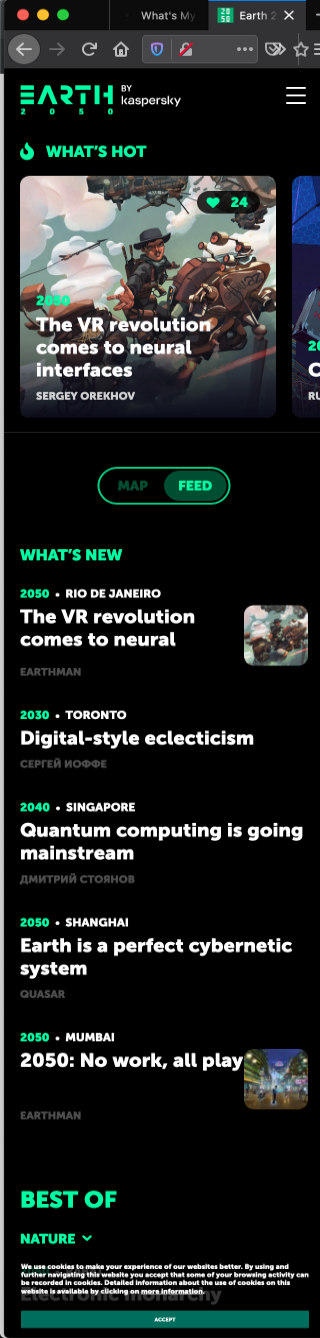 What's My
Earth 2
EARTH BY kaspersky
2 0 5 0
WHAT'S HOT
24
2050
The VR revolution
comes to neural
interfaces
SERGEY OREKHOV
MAP FEED
WHAT'S NEW
2050 • RIO DE JANEIRO
The VR revolution
comes to neural
EARTHMAN
2030 • TORONTO
Digital-style eclecticism
СЕРГЕЙ ИОФФЕ
2040 • SINGAPORE
Quantum computing is going
mainstream
ДМИТРИЙ СТОЯНОВ
2050 • SHANGHAI
Earth is a perfect cybernetic
system
QUASAR
2050 • MUMBAI
2050: No work, all play
EARTHMAN
BEST OF
NATURE
We use cookies to make your experience of our websites better. By using and
further navigating this website you accept that some of your browsing activity can
be recorded in cookies. Detailed information about the use of cookies on this
website is available by clicking on more information.
Electronic monarchy
ACCEPT